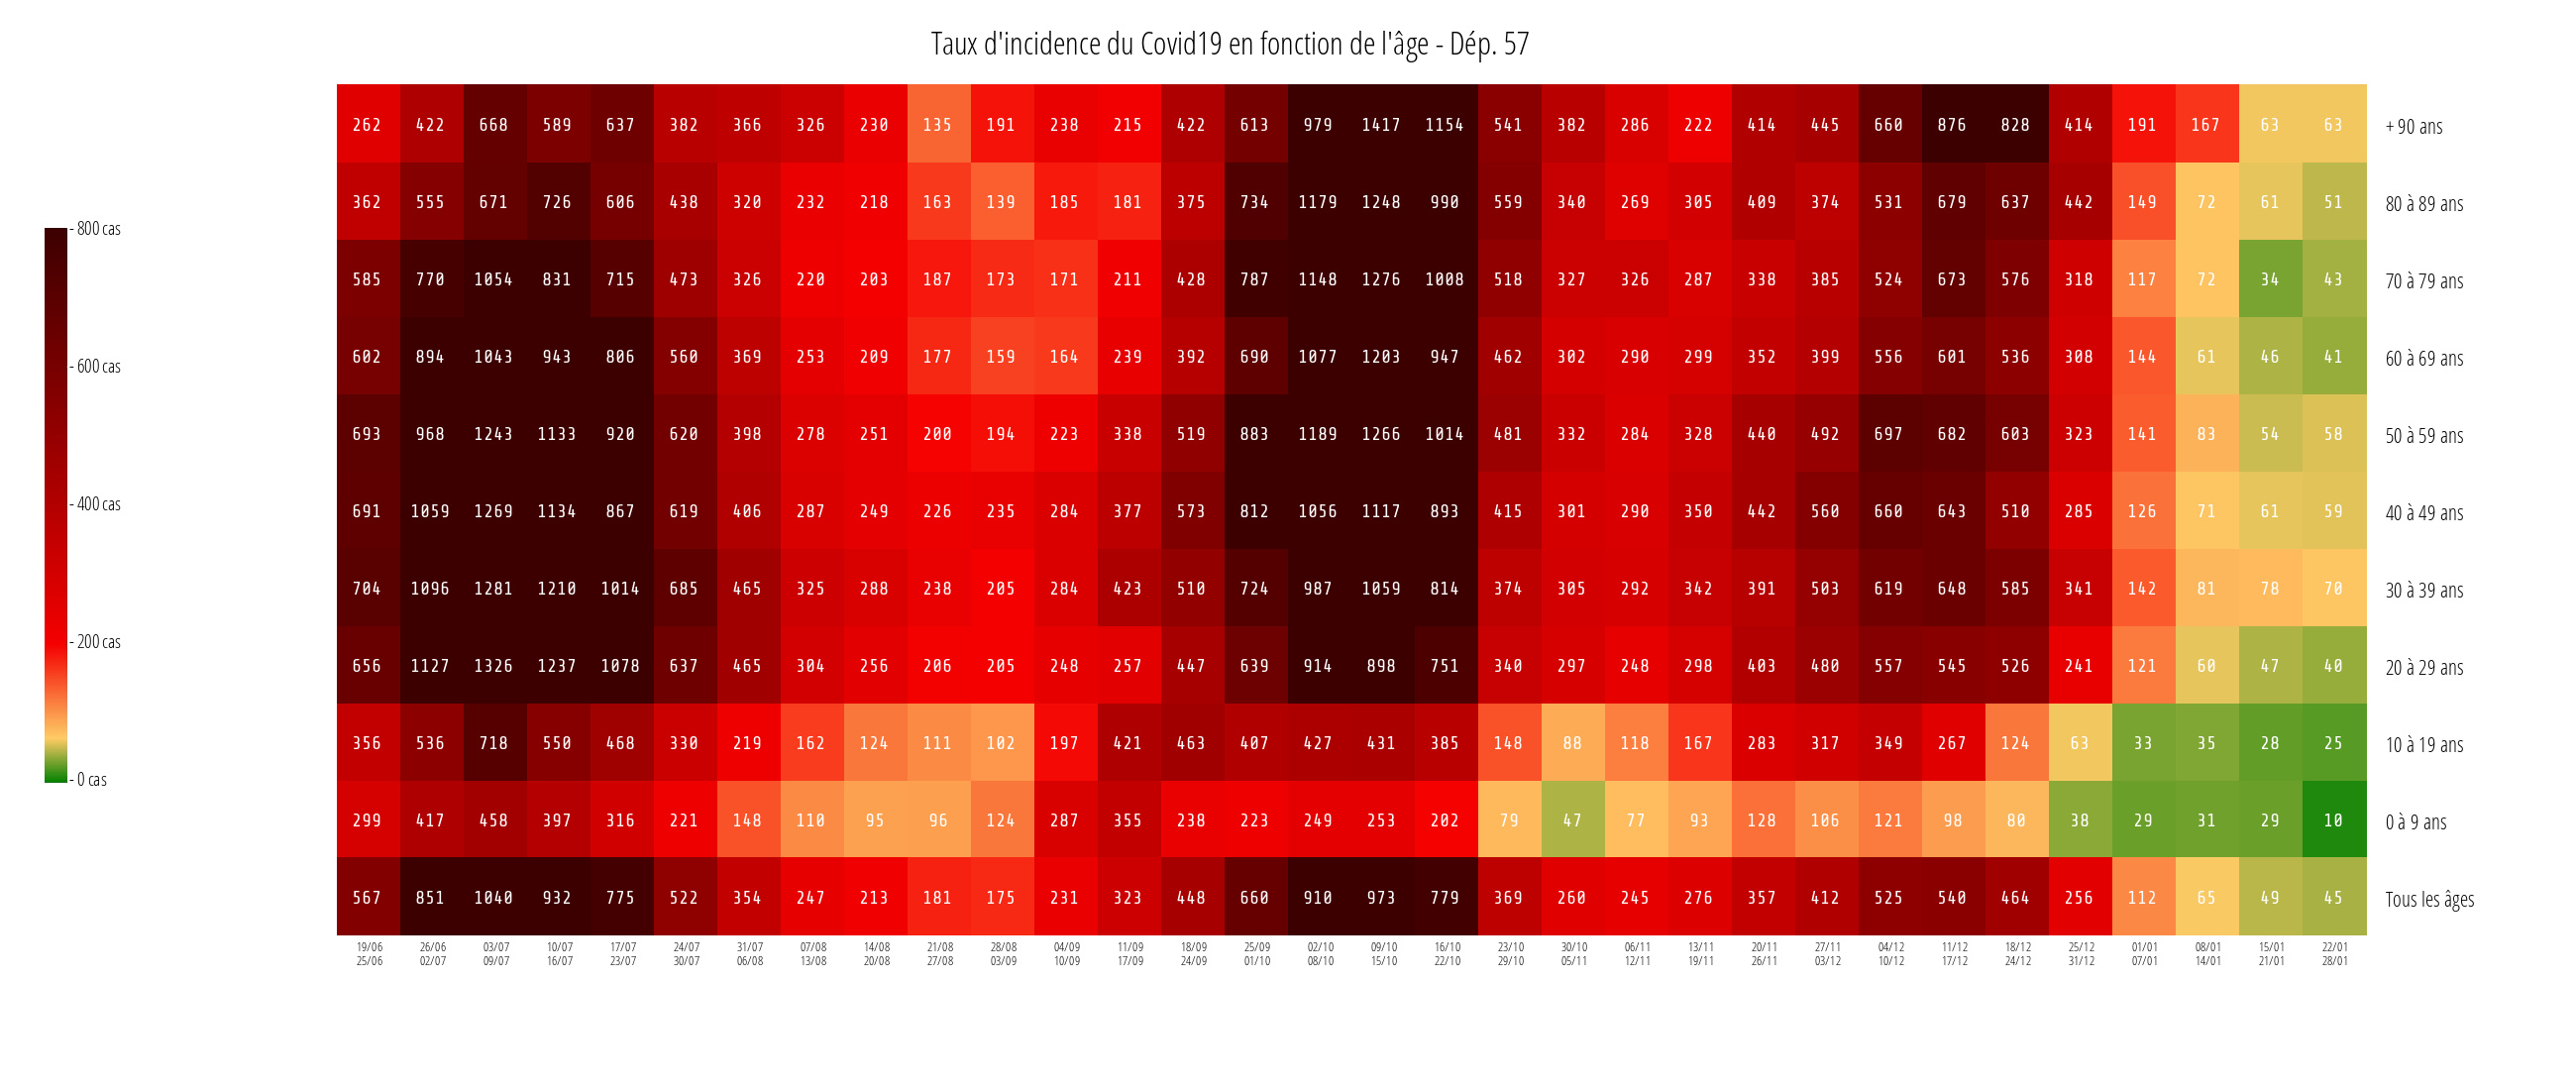 Taux d'incidence du Covid19 en fonction de l'âge - Dép. 57
262 422 668 589 637 382 366 326 230 135 191 238 215 422 613 979 1417 1154 541 382 286 222 414 445 660 876 828 414 191 167 63 63 + 90 ans
362 555 671 726 606 438 320 232 218 163 139 185 181 375 734 1179 1248 990 559 340 269 305 409 374 531 679 637 442 149 72 61 51 80 à 89 ans
585 770 1054 831 715 473 326 220 203 187 173 171 211 428 787 1148 1276 1008 518 327 326 287 338 385 524 673 576 318 117 72 34 43 70 à 79 ans
602 894 1043 943 806 560 369 253 209 177 159 164 239 392 690 1077 1203 947 462 302 290 299 352 399 556 601 536 308 144 61 46 41 60 à 69 ans
693 968 1243 1133 920 620 398 278 251 200 194 223 338 519 883 1189 1266 1014 481 332 284 328 440 492 697 682 603 323 141 83 54 58 50 à 59 ans
691 1059 1269 1134 867 619 406 287 249 226 235 284 377 573 812 1056 1117 893 415 301 290 350 442 560 660 643 510 285 126 71 61 59 40 à 49 ans
704 1096 1281 1210 1014 685 465 325 288 238 205 284 423 510 724 987 1059 814 374 305 292 342 391 503 619 648 585 341 142 81 78 70 30 à 39 ans
656 1127 1326 1237 1078 637 465 304 256 206 205 248 257 447 639 914 898 751 340 297 248 298 403 480 557 545 526 241 121 60 47 40 20 à 29 ans
356 536 718 550 468 330 219 162 124 111 102 197 421 463 407 427 431 385 148 88 118 167 283 317 349 267 124 63 33 35 28 25 10 à 19 ans
299 417 458 397 316 221 148 110 95 96 124 287 355 238 223 249 253 202 79 47 77 93 128 106 121 98 80 38 29 31 29 10 0 à 9 ans
567 851 1040 932 775 522 354 247 213 181 175 231 323 448 660 910 973 779 369 260 245 276 357 412 525 540 464 256 112 65 49 45 Tous les âges
19/06 26/06 03/07 10/07 17/07 24/07 31/07 07/08 14/08 21/08 28/08 04/09 11/09 18/09 25/09 02/10 09/10 16/10 23/10 30/10 06/11 13/11 20/11 27/11 04/12 11/12 18/12 25/12 01/01 08/01 15/01 22/01
25/06 02/07 09/07 16/07 23/07 30/07 06/08 13/08 20/08 27/08 03/09 10/09 17/09 24/09 01/10 08/10 15/10 22/10 29/10 05/11 12/11 19/11 26/11 03/12 10/12 17/12 24/12 31/12 07/01 14/01 21/01 28/01
- 800 cas
- 600 cas
- 400 cas
- 200 cas
- 0 cas